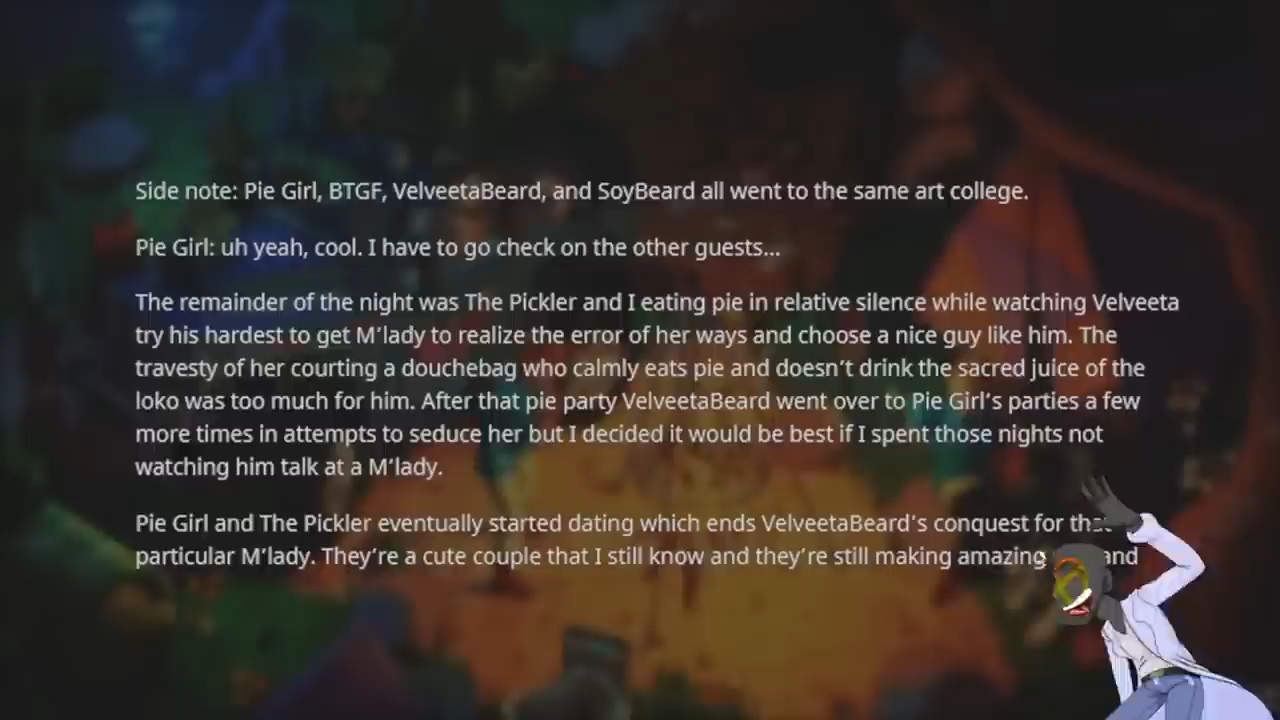 Side note: Pie Girl, BTGF, VelveetaBeard, and SoyBeard all went to the same art college.
Pie Girl: uh yeah, cool. I have to go check on the other guests...
The remainder of the night was The Pickler and I eating pie in relative silence while watching Velveeta
try his hardest to get M’lady to realize the error of her ways and choose a nice guy like him. The
travesty of her courting a douchebag who calmly eats pie and doesn’t drink the sacred juice of the
loko was too much for him. After that pie party VelveetaBeard went over to Pie Girl’s parties a few
more times in attempts to seduce her but I decided it would be best if I spent those nights not
watching him talk at a M’lady.
Pie Girl and The Pickler eventually started dating which ends VelveetaBeard’s conquest for that
particular M’lady. They’re a cute couple that I still know and they’re still making amazing and